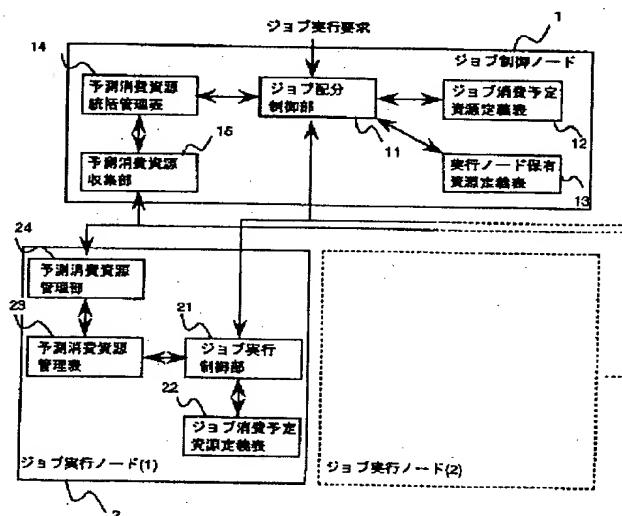 ジョブ実行要求
1
ジョブ制御ノード
14
予測消費資源
統括管理表
ジョブ配分
制御部
11
ジョブ消費予定
資源定義表
12
予測消費資源
収集部
15
実行ノード保有
資源定義表
13
24
予測消費資源
管理部
23
予測消費資源
管理表
21
ジョブ実行
制御部
22
ジョブ消費予定
資源定義表
ジョブ実行ノード(1)
2
ジョブ実行ノード(2)